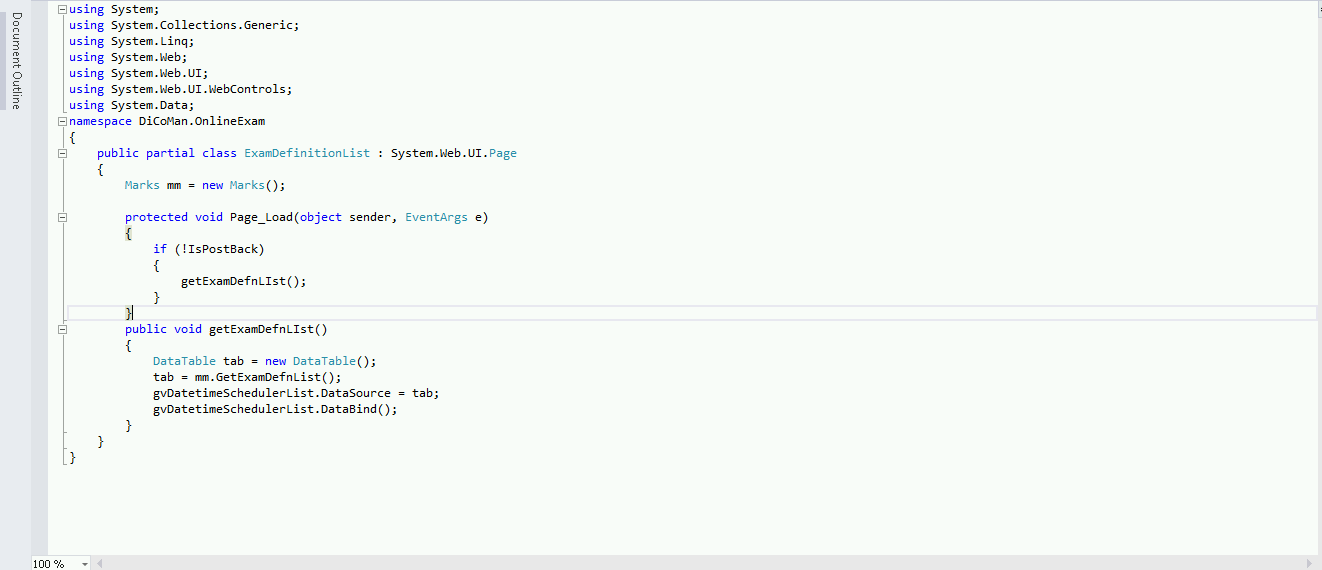 Document Outline
using System;
using System.Collections.Generic;
using System.Linq;
using System.Web;
using System.Web.UI;
using System.Web.UI.WebControls;
using System.Data;
namespace DiCoMan.OnlineExam
{
    public partial class ExamDefinitionList : System.Web.UI.Page
    {
        Marks mm = new Marks();

        protected void Page_Load(object sender, EventArgs e)
        {
            if (!IsPostBack)
            {
                getExamDefnLIst();
            }
        }
        public void getExamDefnLIst()
        {
            DataTable tab = new DataTable();
            tab = mm.GetExamDefnList();
            gvDatetimeSchedulerList.DataSource = tab;
            gvDatetimeSchedulerList.DataBind();
        }
    }
}
100 %